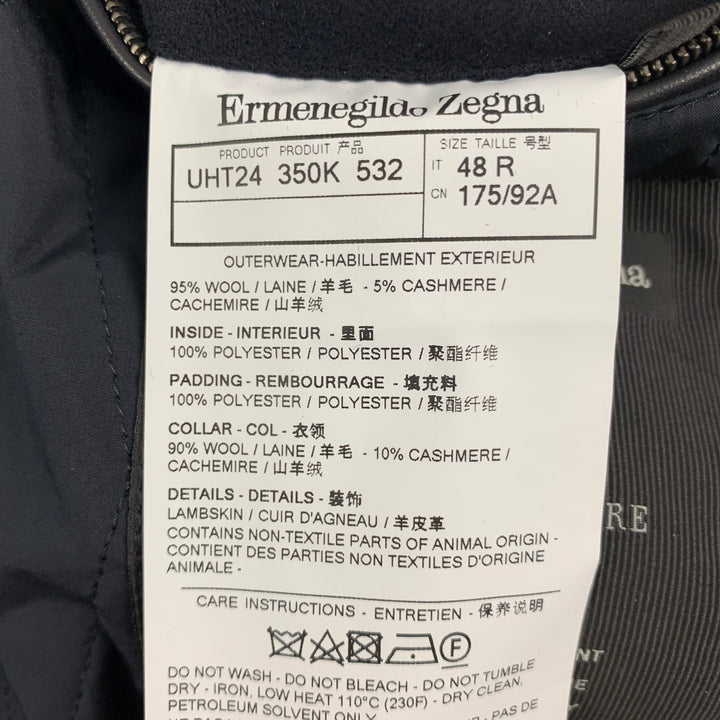 Ermenegildo Zegna
PRODUCT PRODUIT 产品
UHT24 350K 532
SIZE TAILLE 号型
IT 48 R
CN 175/92A
OUTERWEAR-HABILLEMENT EXTERIEUR
95% WOOL / LAINE / 羊毛 - 5% CASHMERE /
CACHEMIRE / 山羊绒
INSIDE - INTERIEUR - 里面
100% POLYESTER / POLYESTER / 聚酯纤维
PADDING - REMBOURRAGE - 填充料
100% POLYESTER / POLYESTER / 聚酯纤维
COLLAR - COL - 衣领
90% WOOL / LAINE / 羊毛 - 10% CASHMERE /
CACHEMIRE / 山羊绒
DETAILS - DETAILS - 装饰
LAMBSKIN / CUIR D'AGNEAU / 羊皮革
CONTAINS NON-TEXTILE PARTS OF ANIMAL ORIGIN -
CONTIENT DES PARTIES NON TEXTILES D'ORIGINE
ANIMALE -
CARE INSTRUCTIONS - ENTRETIEN - 保养说明
F
DO NOT WASH - DO NOT BLEACH - DO NOT TUMBLE
DRY - IRON, LOW HEAT 110°C (230F) - DRY CLEAN,
PETROLEUM SOLVENT ONLY
- PAS DE
na
RE
NT
E
Y